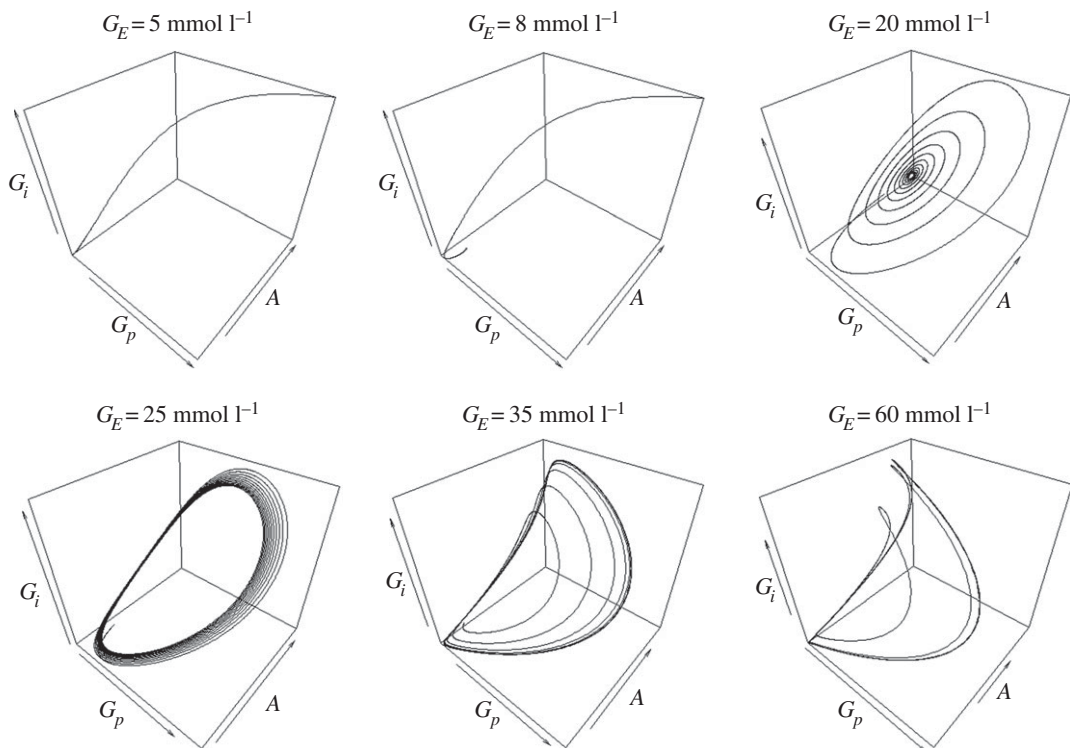 G_E = 5 mmol l⁻¹
G_E = 8 mmol l⁻¹
G_E = 20 mmol l⁻¹
G_i
G_p
A
G_i
G_p
A
G_i
G_p
A
G_E = 25 mmol l⁻¹
G_E = 35 mmol l⁻¹
G_E = 60 mmol l⁻¹
G_i
G_p
A
G_i
G_p
A
G_i
G_p
A